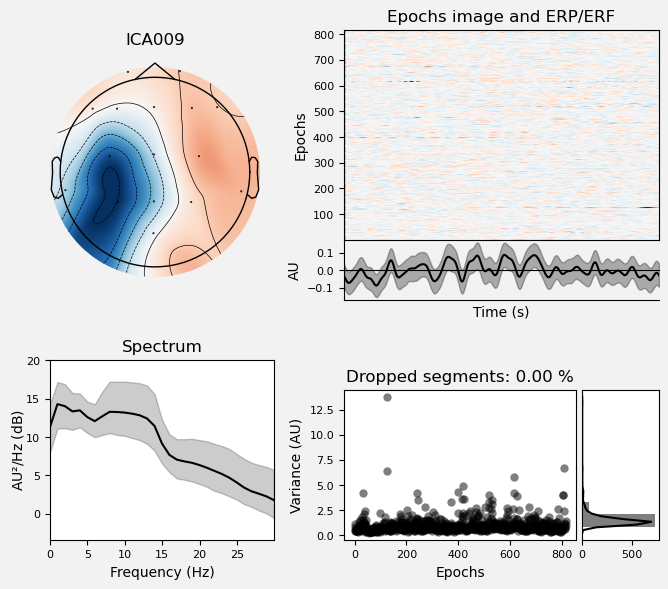 ICA009
Epochs image and ERP/ERF
800
700
600
500
400
300
200
100
Epochs
0.1
0.0
−0.1
AU
Time (s)
Spectrum
20
15
10
5
0
AU²/Hz (dB)
0 5 10 15 20 25
Frequency (Hz)
Dropped segments: 0.00 %
12.5
10.0
7.5
5.0
2.5
0.0
Variance (AU)
0 200 400 600 800
Epochs
0 500